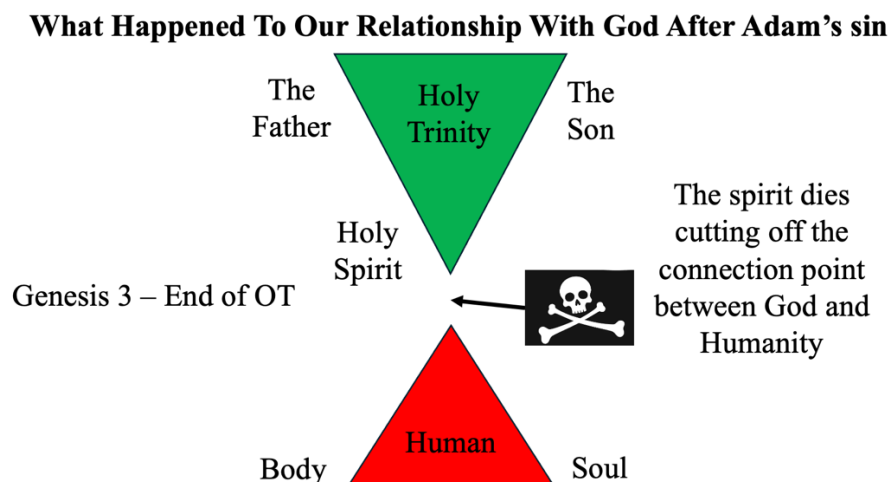 What Happened To Our Relationship With God After Adam's sin
The
Father
Holy
Trinity
The
Son
Holy
Spirit
Genesis 3 – End of OT
The spirit dies
cutting off the
connection point
between God and
Humanity
Human
Body
Soul